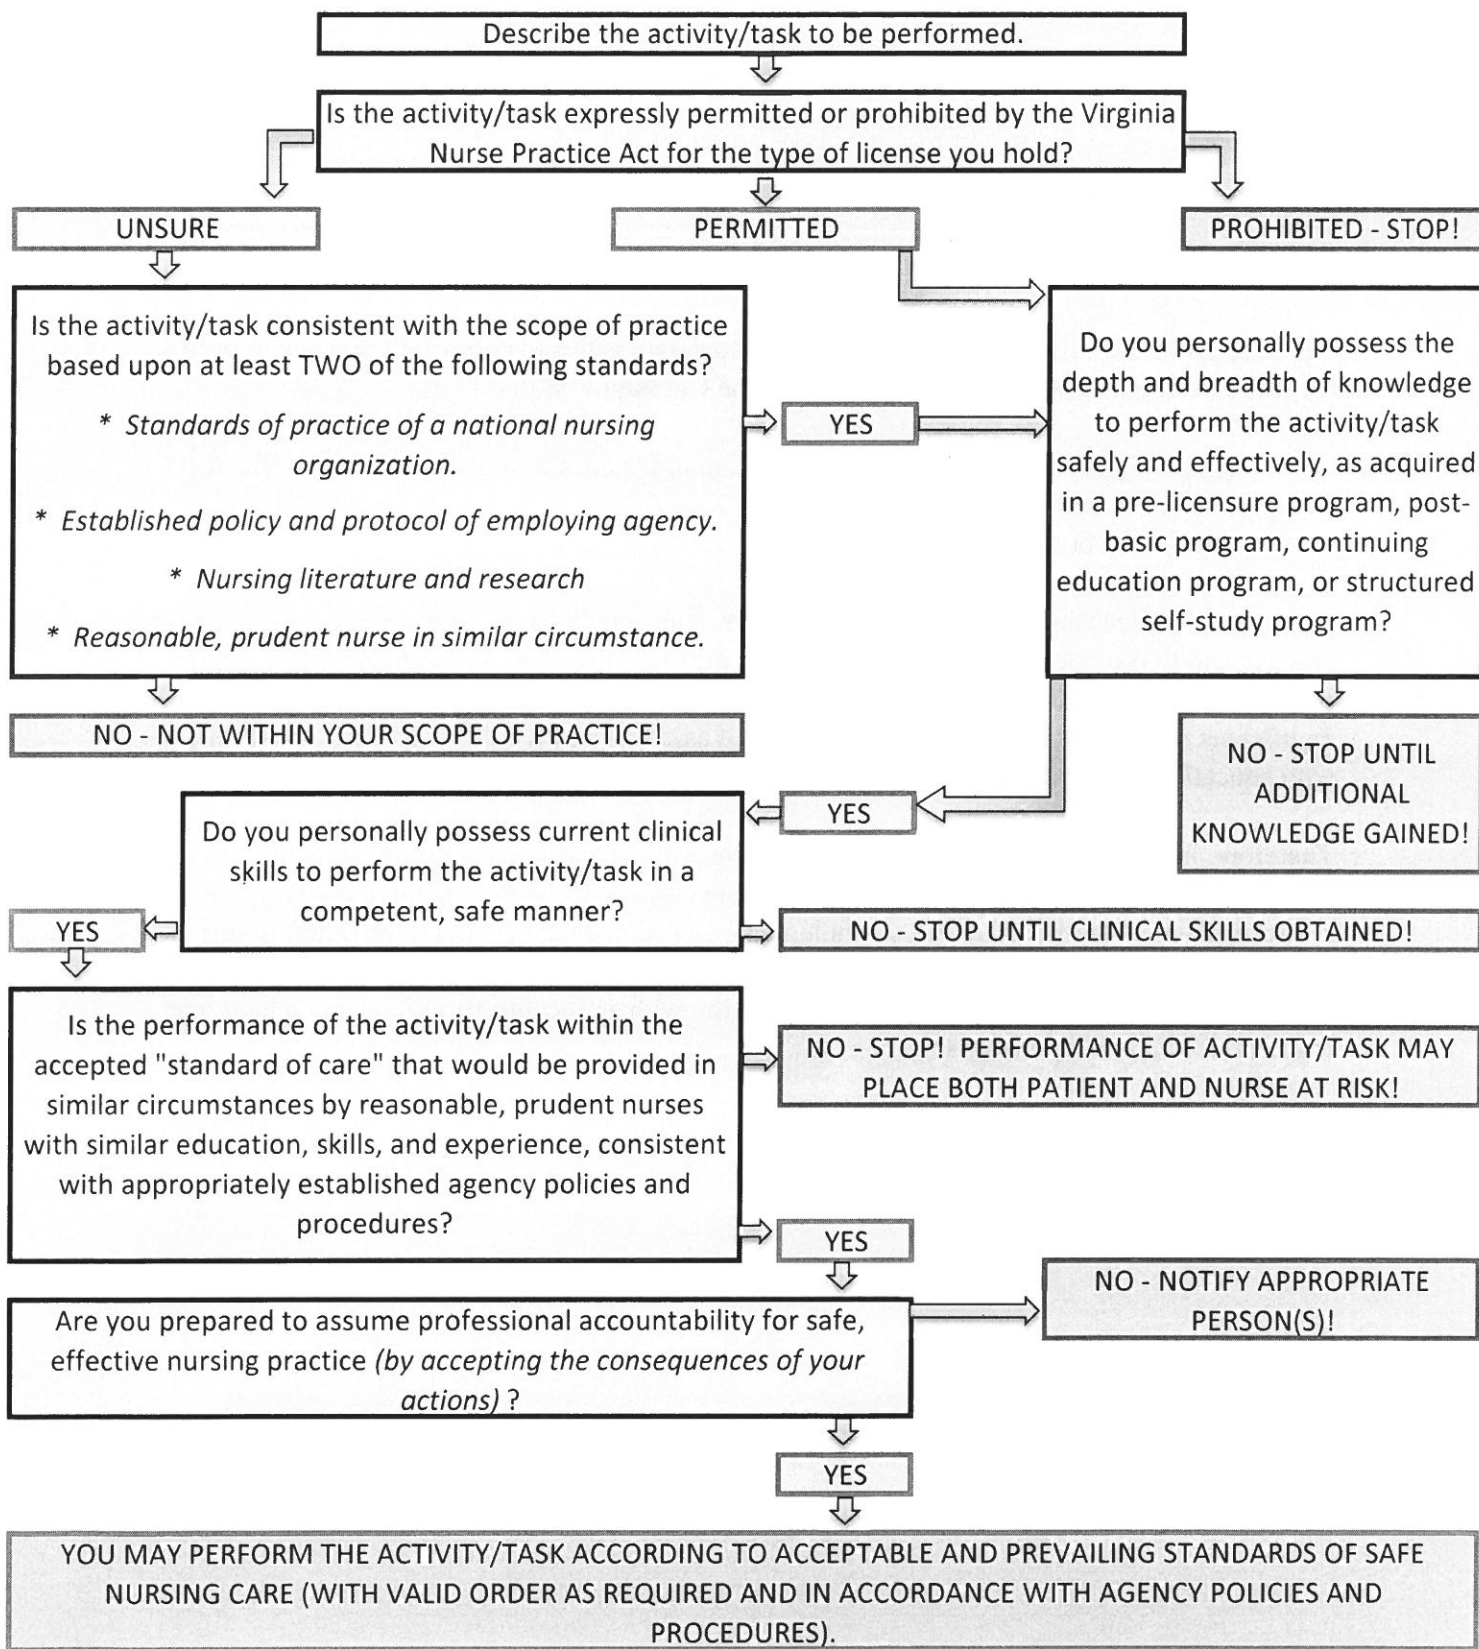 Describe the activity/task to be performed.
Is the activity/task expressly permitted or prohibited by the Virginia
Nurse Practice Act for the type of license you hold?
UNSURE
PERMITTED
PROHIBITED - STOP!
Is the activity/task consistent with the scope of practice
based upon at least TWO of the following standards?
* Standards of practice of a national nursing
organization.
* Established policy and protocol of employing agency.
* Nursing literature and research
* Reasonable, prudent nurse in similar circumstance.
YES
Do you personally possess the
depth and breadth of knowledge
to perform the activity/task
safely and effectively, as acquired
in a pre-licensure program, post-
basic program, continuing
education program, or structured
self-study program?
NO - NOT WITHIN YOUR SCOPE OF PRACTICE!
NO - STOP UNTIL
ADDITIONAL
KNOWLEDGE GAINED!
YES
Do you personally possess current clinical
skills to perform the activity/task in a
competent, safe manner?
YES
NO - STOP UNTIL CLINICAL SKILLS OBTAINED!
Is the performance of the activity/task within the
accepted "standard of care" that would be provided in
similar circumstances by reasonable, prudent nurses
with similar education, skills, and experience, consistent
with appropriately established agency policies and
procedures?
NO - STOP! PERFORMANCE OF ACTIVITY/TASK MAY
PLACE BOTH PATIENT AND NURSE AT RISK!
YES
Are you prepared to assume professional accountability for safe,
effective nursing practice (by accepting the consequences of your
actions) ?
NO - NOTIFY APPROPRIATE
PERSON(S)!
YES
YOU MAY PERFORM THE ACTIVITY/TASK ACCORDING TO ACCEPTABLE AND PREVAILING STANDARDS OF SAFE
NURSING CARE (WITH VALID ORDER AS REQUIRED AND IN ACCORDANCE WITH AGENCY POLICIES AND
PROCEDURES).